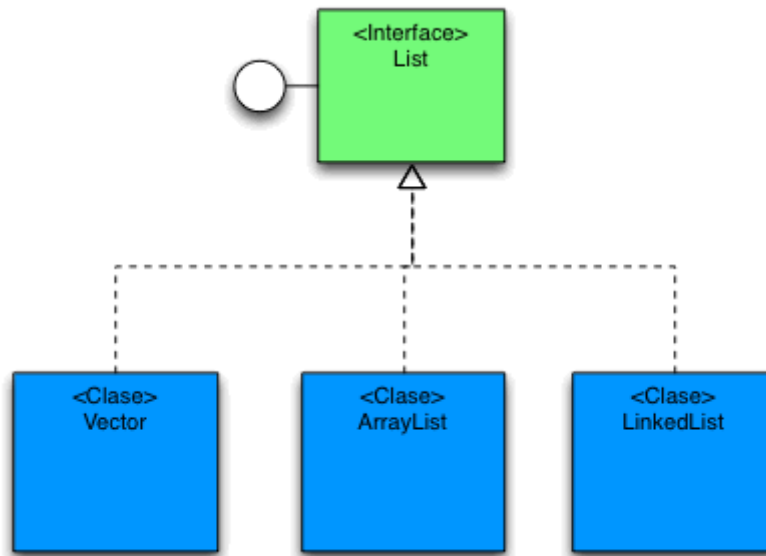 <Interface>
List
<Clase>
Vector
<Clase>
ArrayList
<Clase>
LinkedList